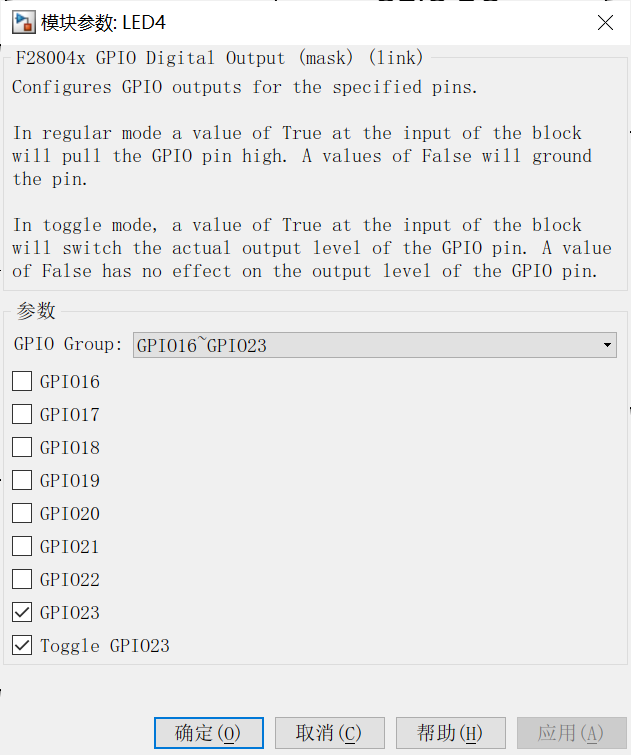 模块参数: LED4
F28004x GPIO Digital Output (mask) (link)
Configures GPIO outputs for the specified pins.
In regular mode a value of True at the input of the block
will pull the GPIO pin high. A values of False will ground
the pin.
In toggle mode, a value of True at the input of the block
will switch the actual output level of the GPIO pin. A value
of False has no effect on the output level of the GPIO pin.
参数
GPIO Group: GPIO16~GPIO23
GPIO16
GPIO17
GPIO18
GPIO19
GPIO20
GPIO21
GPIO22
GPIO23
Toggle GPIO23
确定(O) 取消(C) 帮助(H) 应用(A)